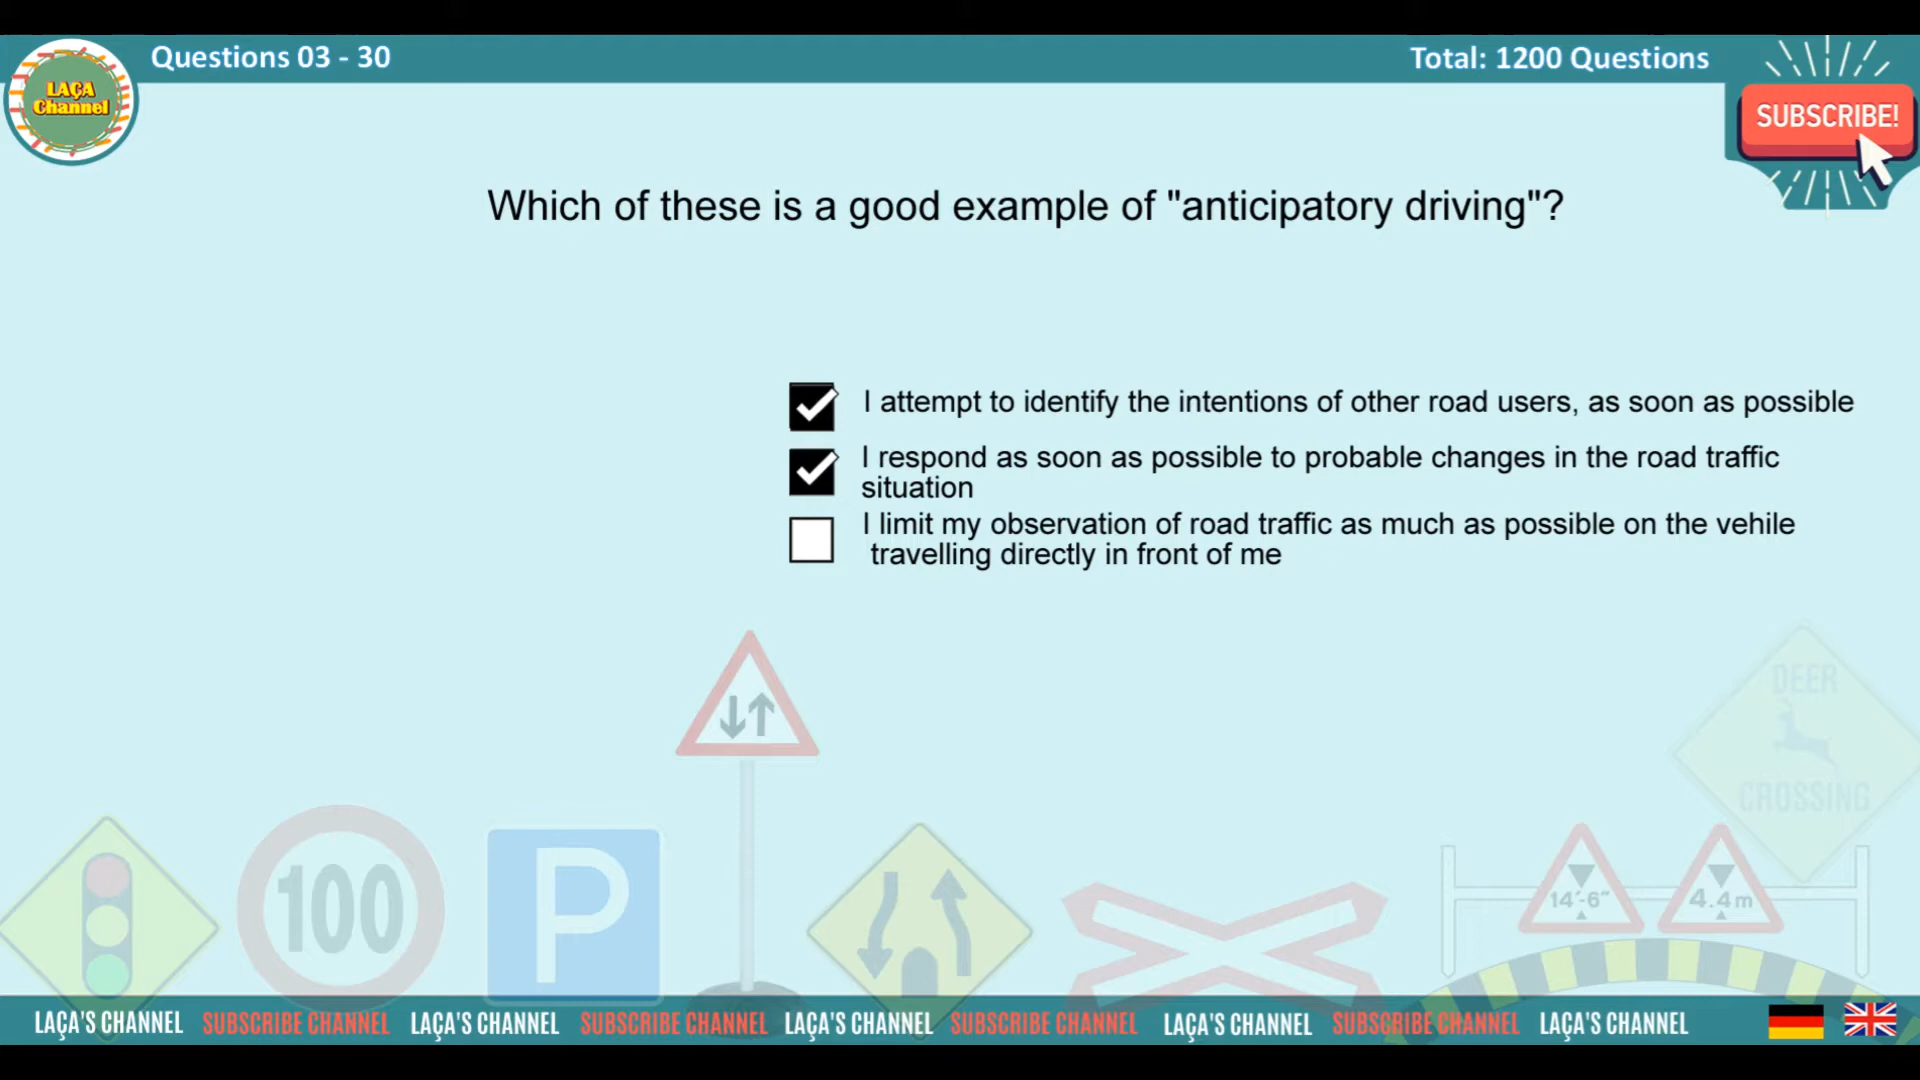 Questions 03 - 30
Total: 1200 Questions
LAÇA
Channel
SUBSCRIBE!
Which of these is a good example of "anticipatory driving"?
I attempt to identify the intentions of other road users, as soon as possible
I respond as soon as possible to probable changes in the road traffic
situation
I limit my observation of road traffic as much as possible on the vehile
travelling directly in front of me
DEER
CROSSING
100
P
14'-6"
4.4m
LAÇA'S CHANNEL SUBSCRIBE CHANNEL LAÇA'S CHANNEL SUBSCRIBE CHANNEL LAÇA'S CHANNEL SUBSCRIBE CHANNEL LAÇA'S CHANNEL SUBSCRIBE CHANNEL LAÇA'S CHANNEL